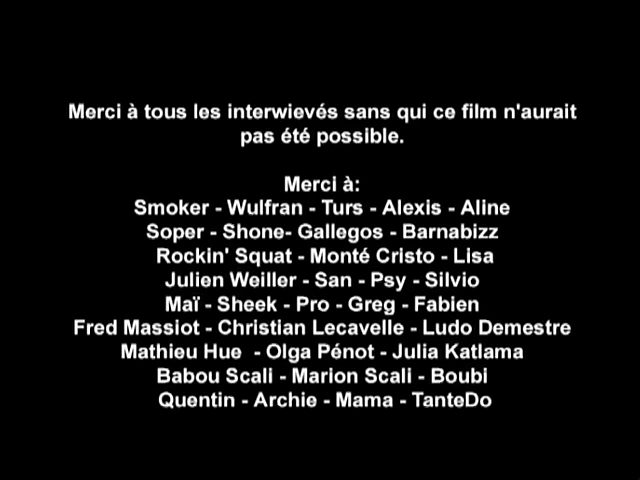 Merci à tous les interwievés sans qui ce film n'aurait
pas été possible.
Merci à:
Smoker - Wulfran - Turs - Alexis - Aline
Soper - Shone- Gallegos - Barnabizz
Rockin' Squat - Monté Cristo - Lisa
Julien Weiller - San - Psy - Silvio
Maï - Sheek - Pro - Greg - Fabien
Fred Massiot - Christian Lecavelle - Ludo Demestre
Mathieu Hue  - Olga Pénot - Julia Katlama
Babou Scali - Marion Scali - Boubi
Quentin - Archie - Mama - TanteDo